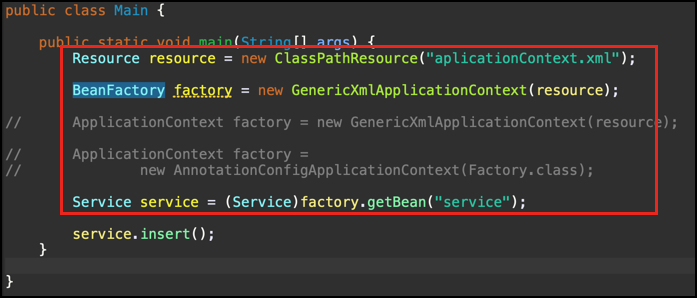 public class Main {
public static void main(String[] args) {
Resource resource = new ClassPathResource("aplicationContext.xml");
BeanFactory factory = new GenericXmlApplicationContext(resource);
// ApplicationContext factory = new GenericXmlApplicationContext(resource);
// ApplicationContext factory =
// new AnnotationConfigApplicationContext(Factory.class);
Service service = (Service)factory.getBean("service");
service.insert();
}
}